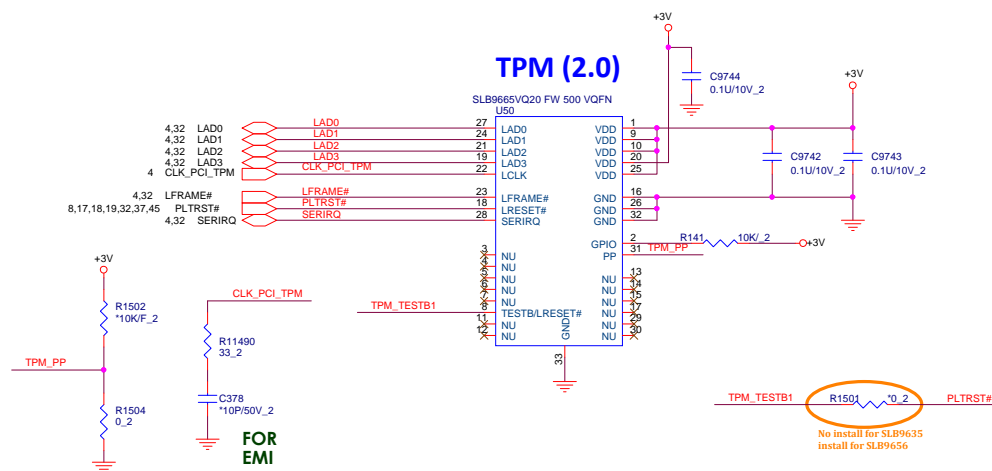 +3V
TPM (2.0)
C9744
0.1U/10V_2
+3V
SLB9665VQ20 FW 500 VQFN
U50
4,32 LAD0 LAD0 27 LAD0 VDD 1
4,32 LAD1 LAD1 24 LAD1 VDD 9
4,32 LAD2 LAD2 21 LAD2 VDD 10
4,32 LAD3 LAD3 19 LAD3 VDD 20
4 CLK_PCI_TPM CLK_PCI_TPM 22 LCLK VDD 25
C9742
0.1U/10V_2
C9743
0.1U/10V_2
4,32 LFRAME# LFRAME# 23 LFRAME# GND 16
8,17,18,19,32,37,45 PLTRST# PLTRST# 18 LRESET# GND 26
4,32 SERIRQ SERIRQ 28 SERIRQ GND 32
GPIO 2 R141 10K/_2 +3V
PP 31 TPM_PP
3 NU
4 NU NU 13
5 NU NU 14
6 NU NU 15
7 NU NU 17
TPM_TESTB1 8 TESTB/LRESET# NU 29
11 NU NU 30
12 NU
GND
33
+3V
R1502
*10K/F_2
TPM_PP
R1504
0_2
CLK_PCI_TPM
R11490
33_2
C378
*10P/50V_2
FOR
EMI
TPM_TESTB1 R1501 *0_2 PLTRST#
No install for SLB9635
install for SLB9656